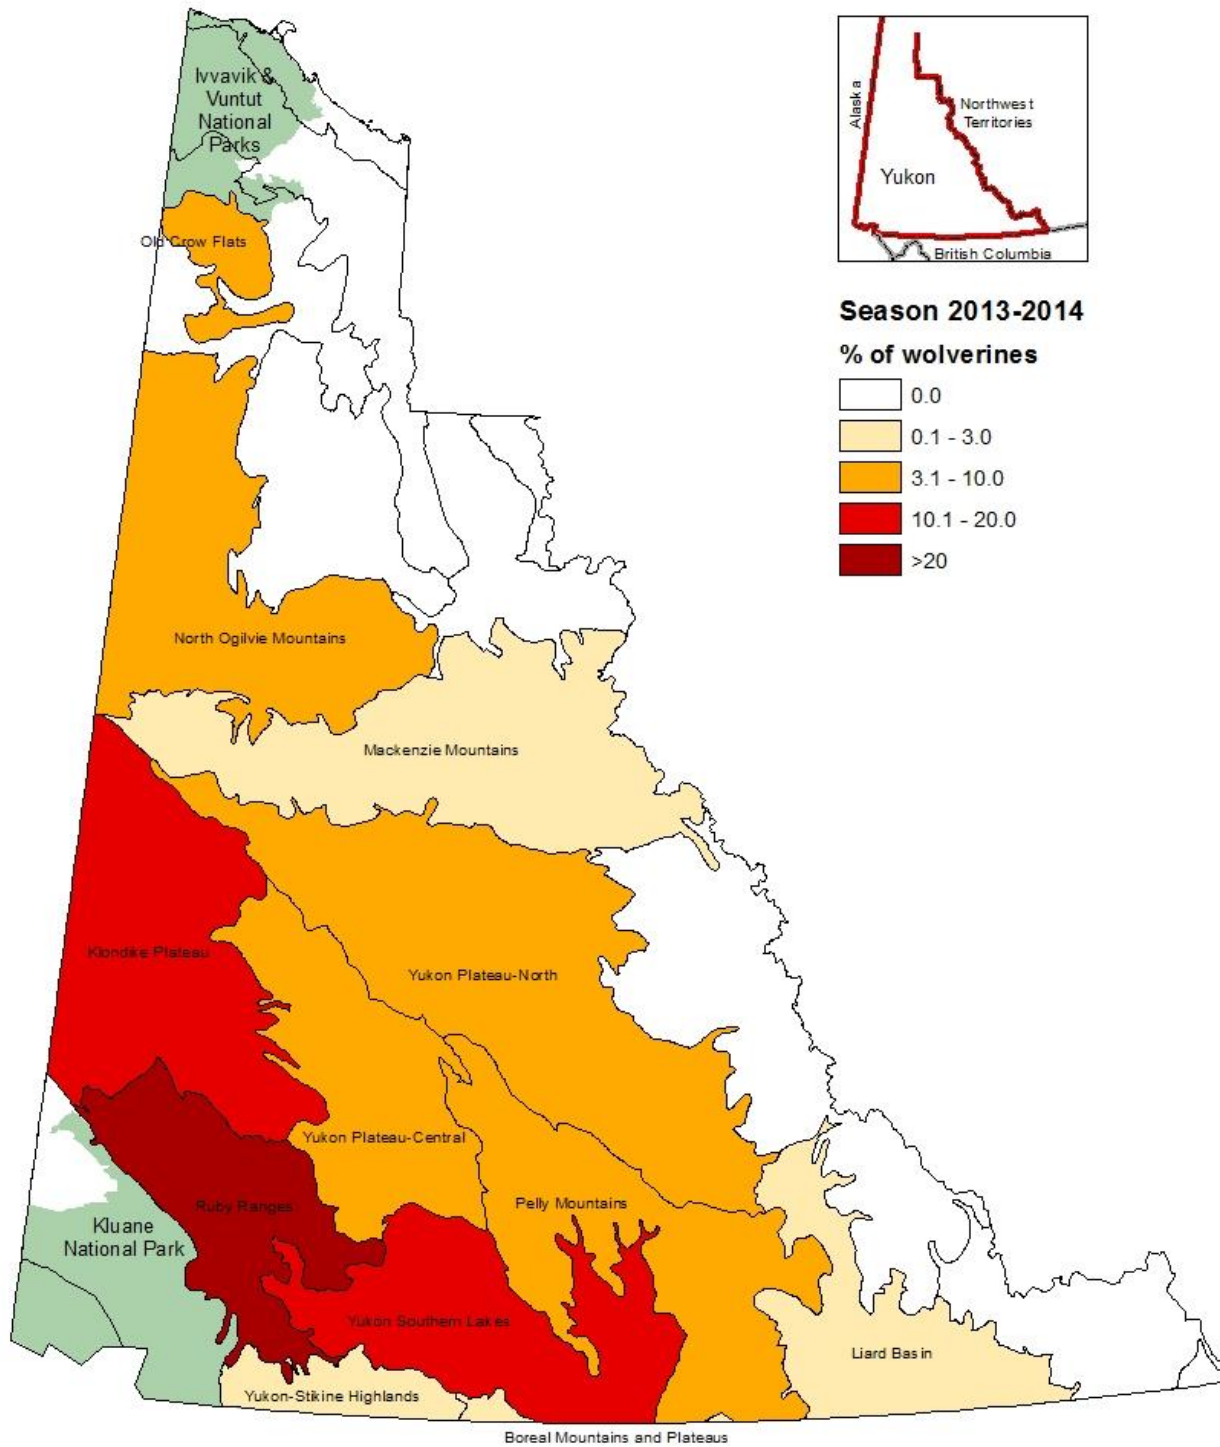 Ivvavik &
Vuntut
National
Parks
Old Crow Flats
North Ogilvie Mountains
Mackenzie Mountains
Klondike Plateau
Yukon Plateau-North
Yukon Plateau-Central
Pelly Mountains
Ruby Ranges
Kluane
National Park
Yukon Southern Lakes
Liard Basin
Yukon-Stikine Highlands
Boreal Mountains and Plateaus
Alaska
Northwest
Territories
Yukon
British Columbia
Season 2013-2014
% of wolverines
0.0
0.1 - 3.0
3.1 - 10.0
10.1 - 20.0
>20